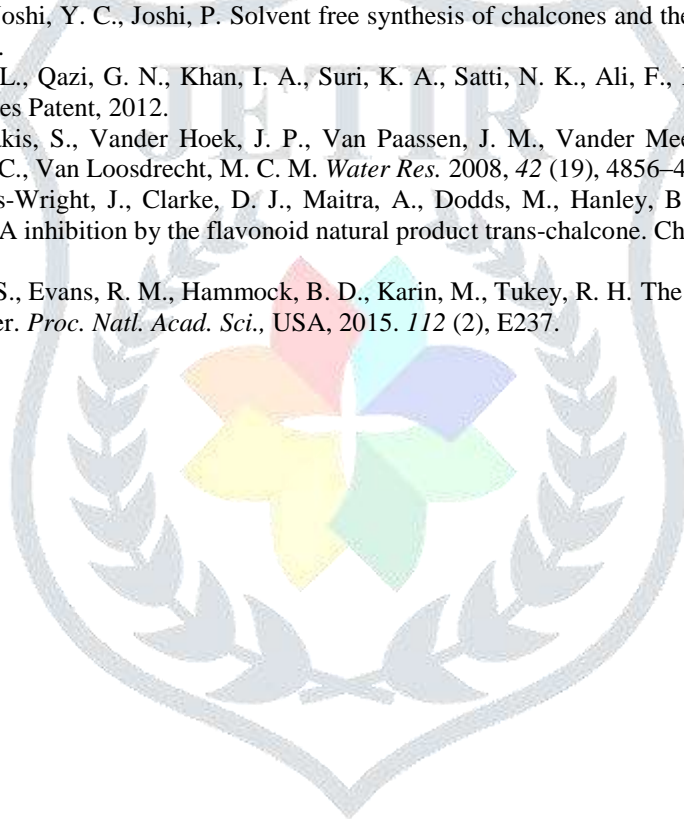 oshi, Y. C., Joshi, P. Solvent free synthesis of chalcones and the
.
L., Qazi, G. N., Khan, I. A., Suri, K. A., Satti, N. K., Ali, F.,
es Patent, 2012.
kis, S., Vander Hoek, J. P., Van Paassen, J. M., Vander Mee
C., Van Loosdrecht, M. C. M. Water Res. 2008, 42 (19), 4856–4
s-Wright, J., Clarke, D. J., Maitra, A., Dodds, M., Hanley, B
A inhibition by the flavonoid natural product trans-chalcone. Ch
S., Evans, R. M., Hammock, B. D., Karin, M., Tukey, R. H. The
er. Proc. Natl. Acad. Sci., USA, 2015. 112 (2), E237.
JETIR